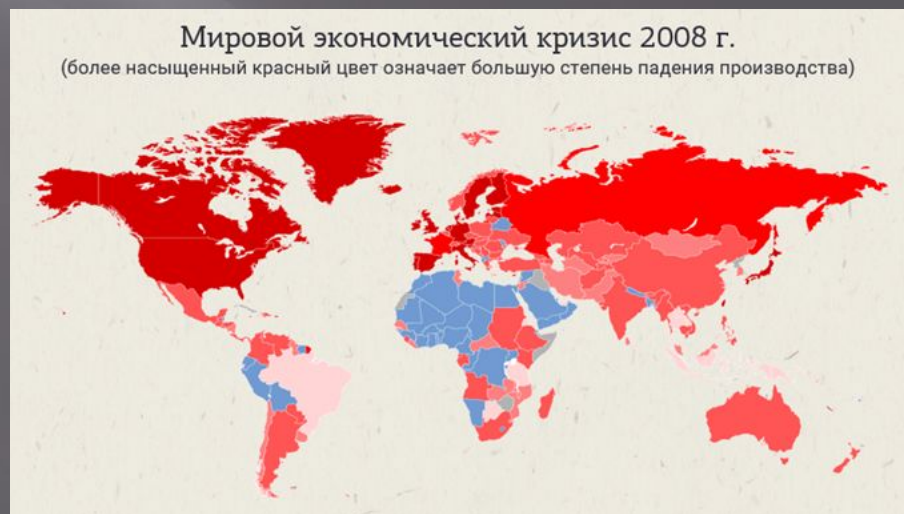 Мировой экономический кризис 2008 г.
(более насыщенный красный цвет означает большую степень падения производства)